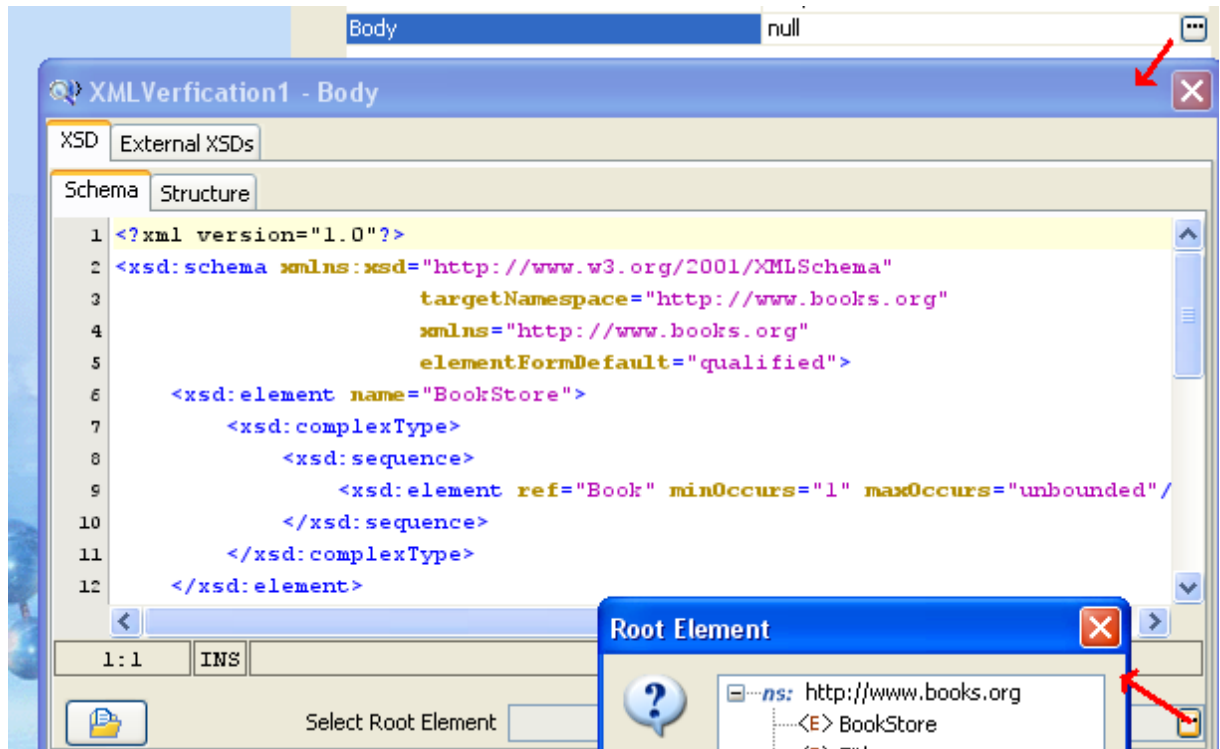 Body null
XMLVerfication1 - Body
XSD External XSDs
Schema Structure
1 <?xml version="1.0"?>
2 <xsd:schema xmlns:xsd="http://www.w3.org/2001/XMLSchema"
3 targetNamespace="http://www.books.org"
4 xmlns="http://www.books.org"
5 elementFormDefault="qualified">
6 <xsd:element name="BookStore">
7 <xsd:complexType>
8 <xsd:sequence>
9 <xsd:element ref="Book" minOccurs="1" maxOccurs="unbounded"/
10 </xsd:sequence>
11 </xsd:complexType>
12 </xsd:element>
Root Element
1:1 INS
ns: http://www.books.org
Select Root Element
<E> BookStore